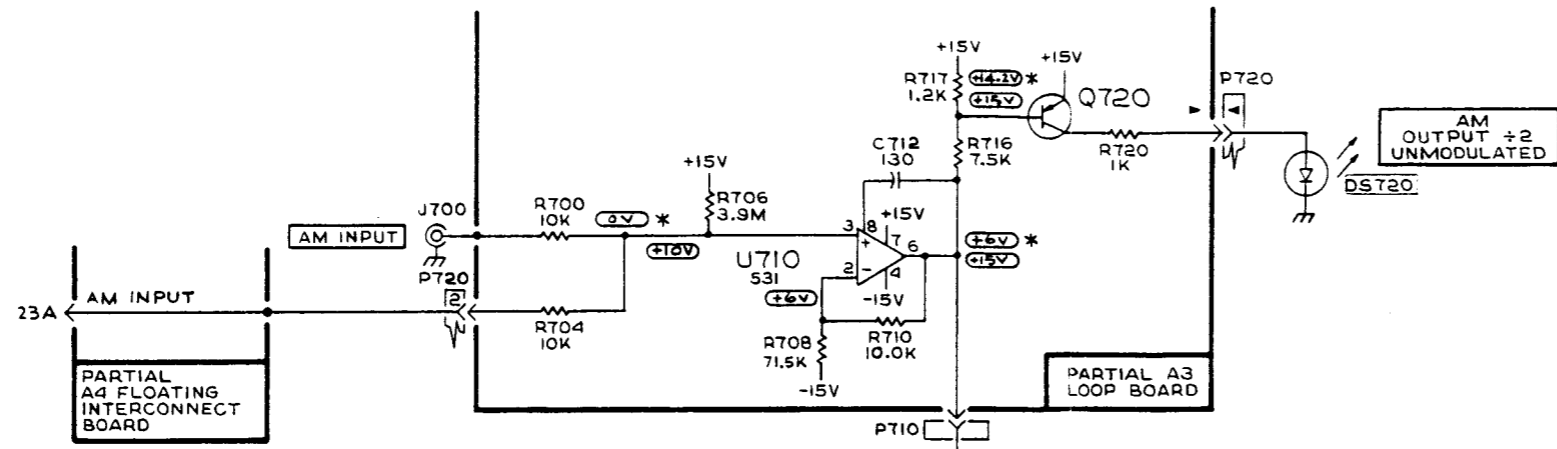 +15V
R717
1.2K
+14.2V *
+15V
+15V
Q720
P720
R720
1K
AM
OUTPUT ÷2
UNMODULATED
DS720
C712
130
R716
7.5K
+15V
R706
3.9M
J700
AM INPUT
R700
10K
0V *
+10V
3
8
+15V
7
+
6
U710
531
2
-
4
-15V
+6V *
+15V
+6V
P720
2
23A
AM INPUT
R704
10K
R708
71.5K
-15V
R710
10.0K
PARTIAL
A4 FLOATING
INTERCONNECT
BOARD
PARTIAL A3
LOOP BOARD
P710